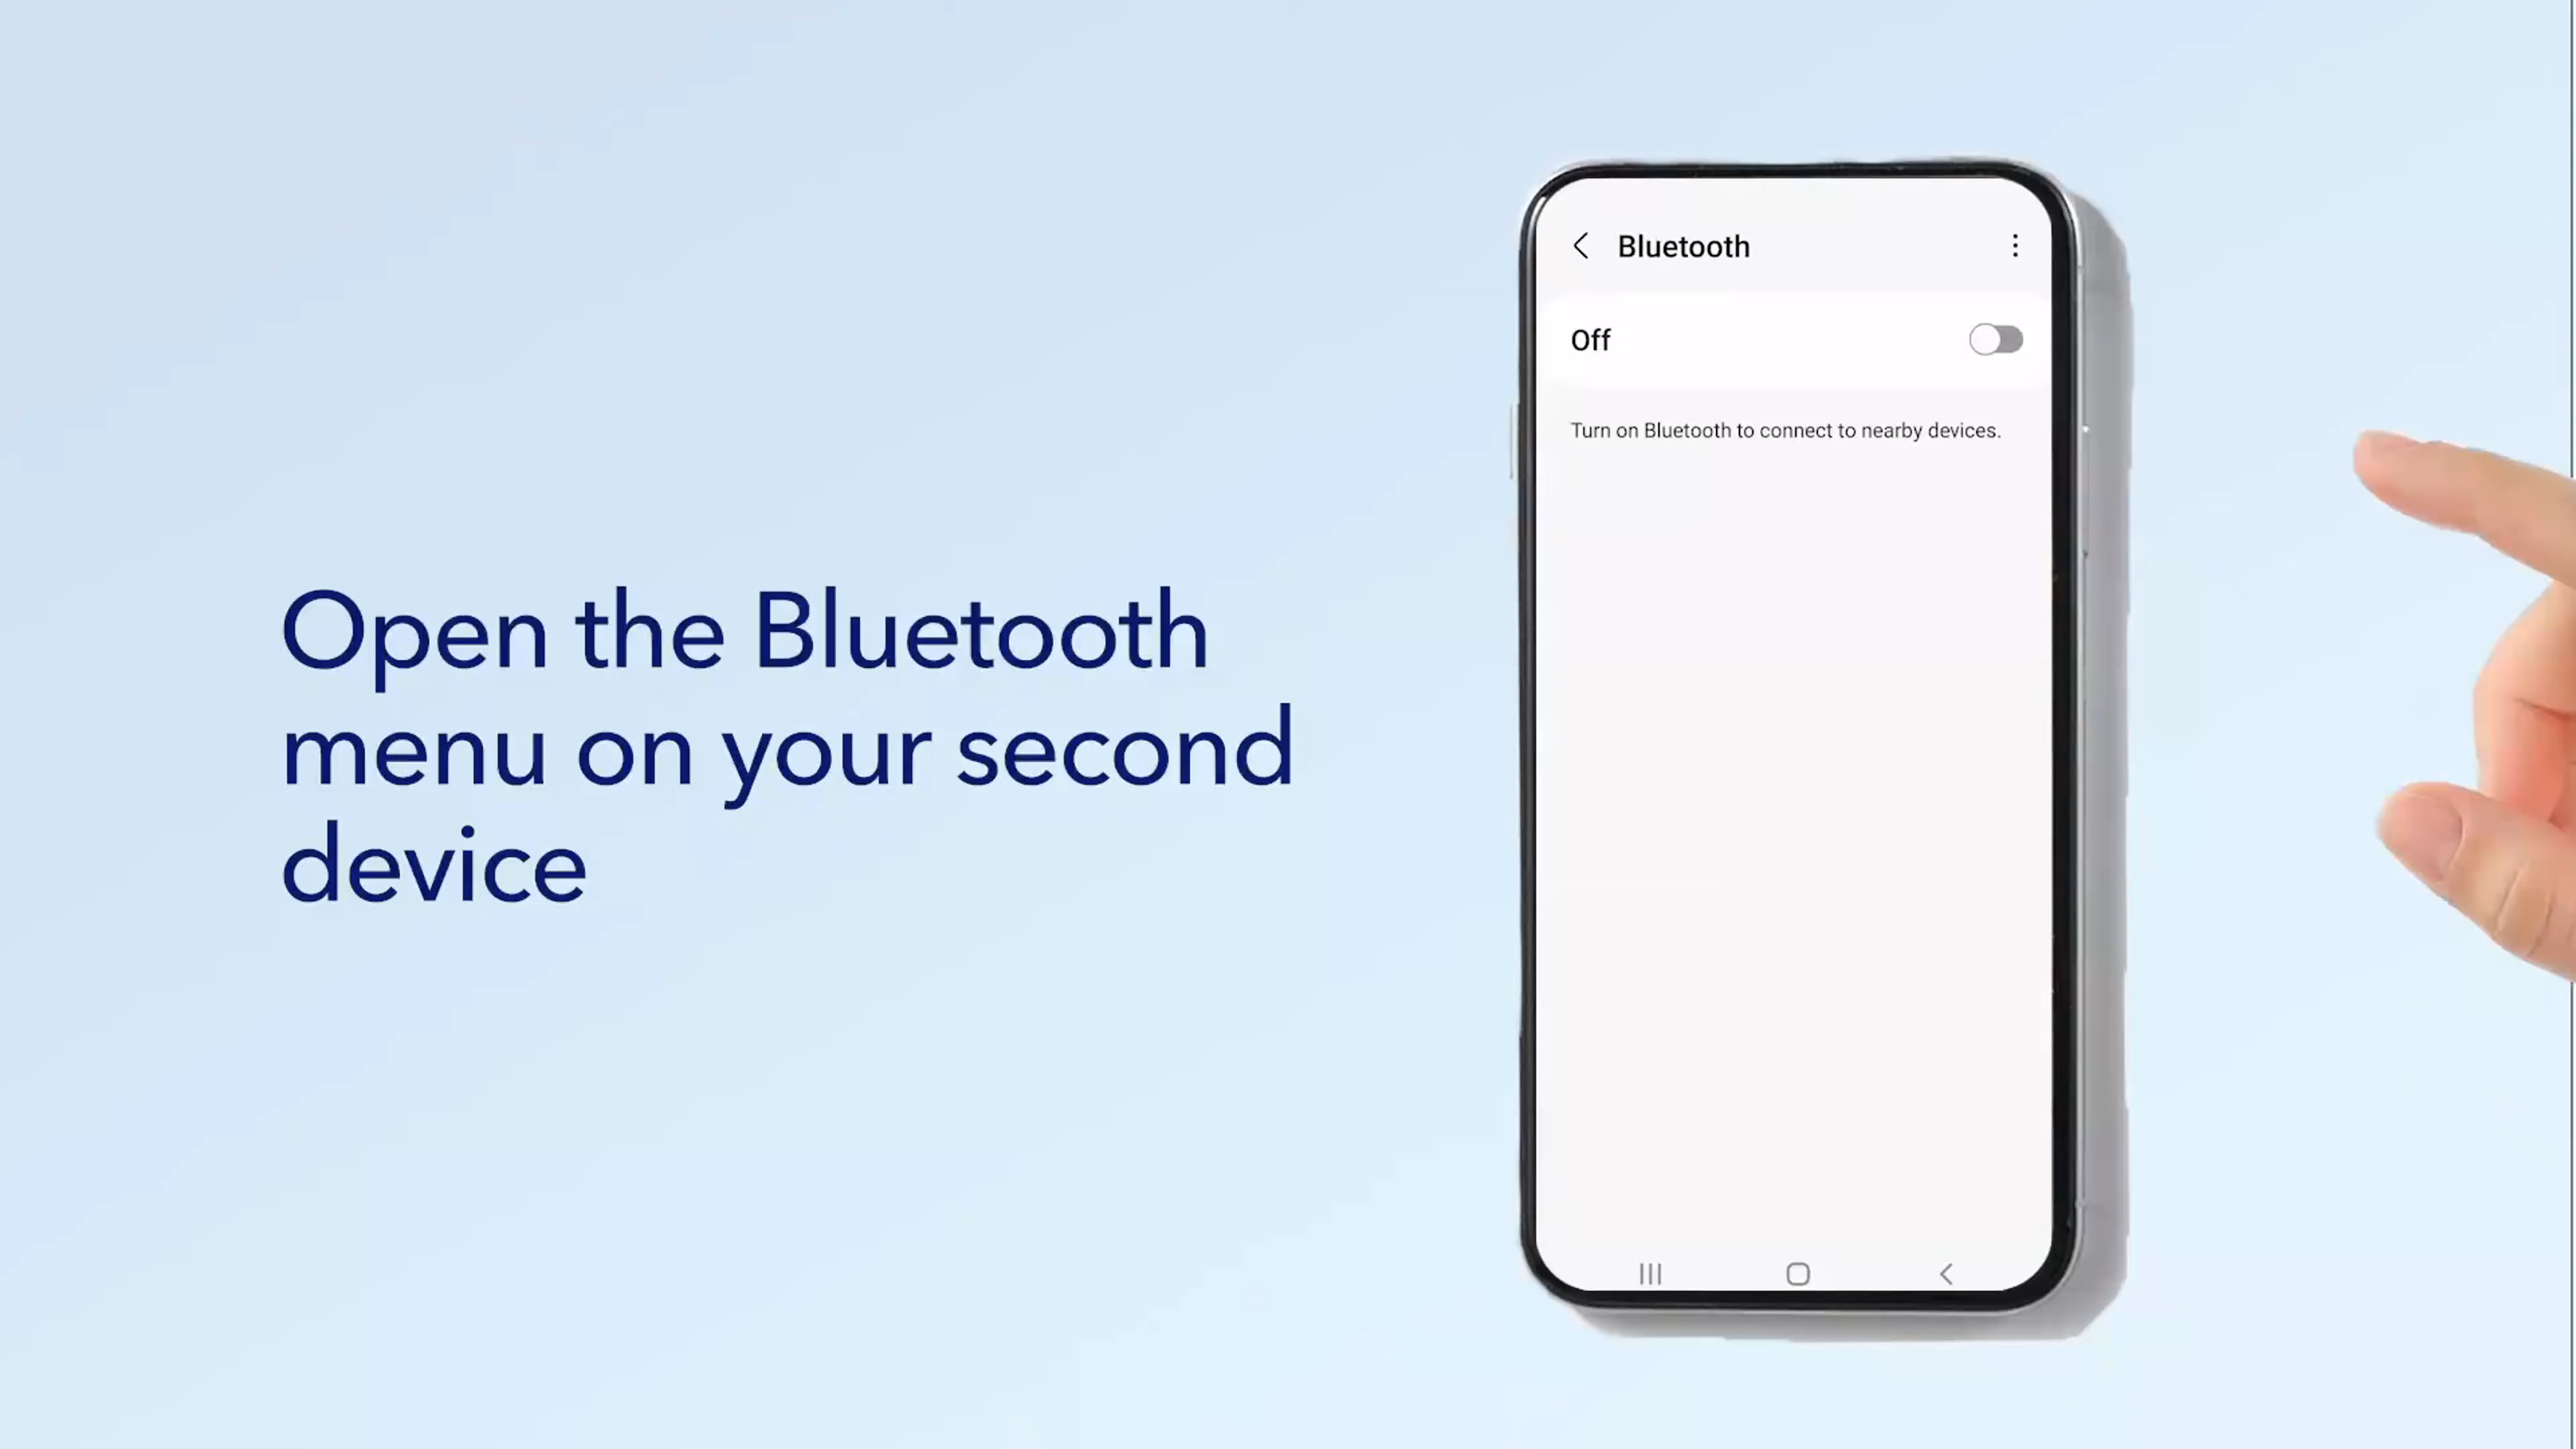 Open the Bluetooth
menu on your second
device
Bluetooth
Off
Turn on Bluetooth to connect to nearby devices.